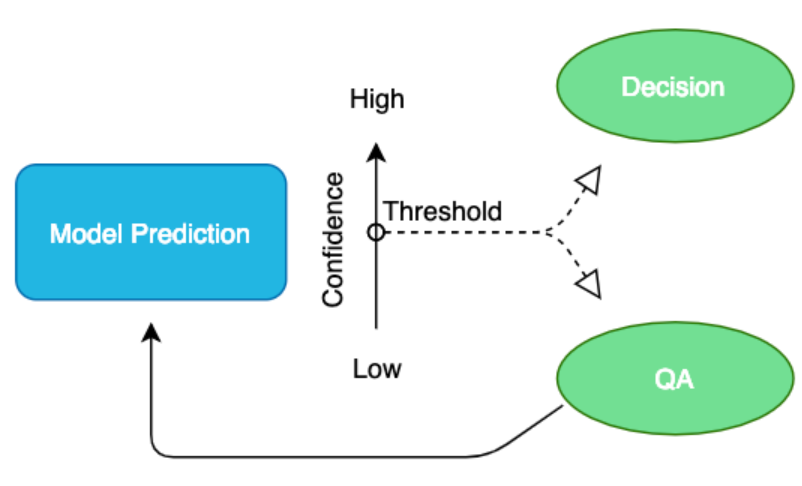 High
Decision
Model Prediction
Confidence
Threshold
Low
QA